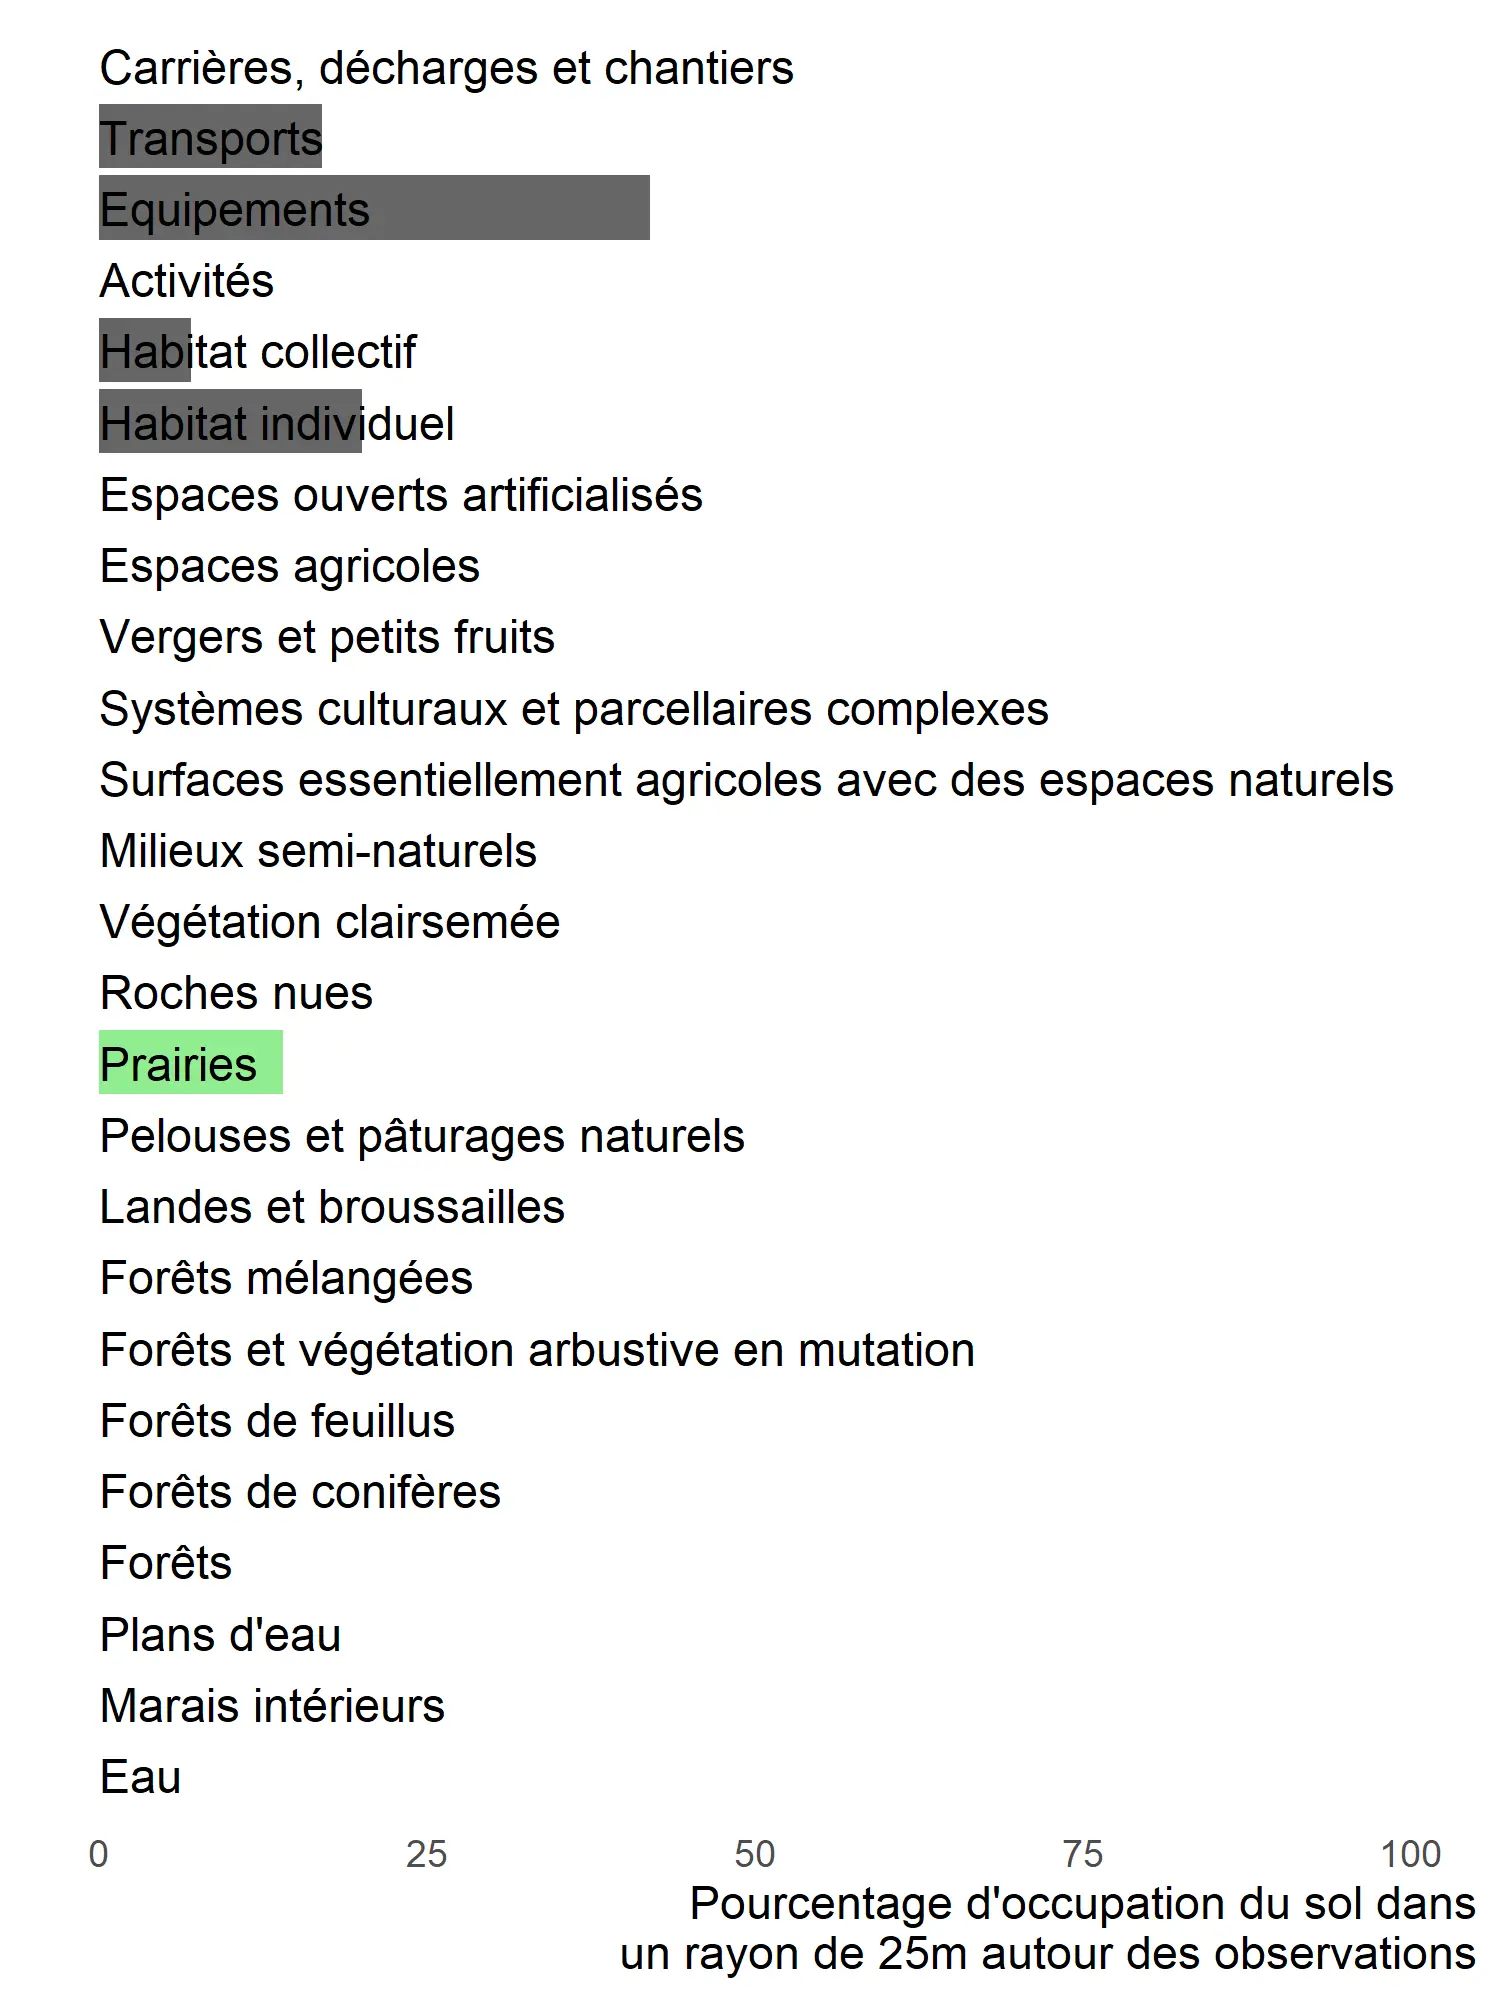 Carrières, décharges et chantiers
Transports
Equipements
Activités
Habitat collectif
Habitat individuel
Espaces ouverts artificialisés
Espaces agricoles
Vergers et petits fruits
Systèmes culturaux et parcellaires complexes
Surfaces essentiellement agricoles avec des espaces naturels
Milieux semi-naturels
Végétation clairsemée
Roches nues
Prairies
Pelouses et pâturages naturels
Landes et broussailles
Forêts mélangées
Forêts et végétation arbustive en mutation
Forêts de feuillus
Forêts de conifères
Forêts
Plans d'eau
Marais intérieurs
Eau
0 25 50 75 100
Pourcentage d'occupation du sol dans
un rayon de 25m autour des observations